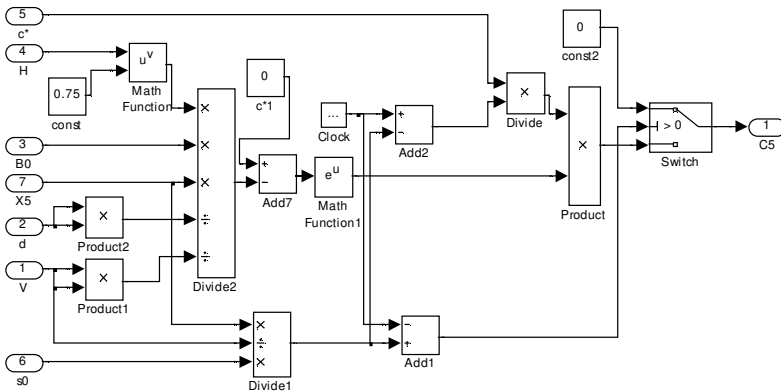 5
c*
4
H
u^v
Math
Function
0.75
const
3
B0
7
X5
2
d
×
Product2
1
V
×
Product1
6
s0
×
×
×
÷
÷
Divide2
0
c*1
+
−
Add7
e^u
Math
Function1
...
Clock
+
−
Add2
×
Divide
0
const2
×
Product
> 0
Switch
1
C5
×
÷
×
Divide1
−
+
Add1